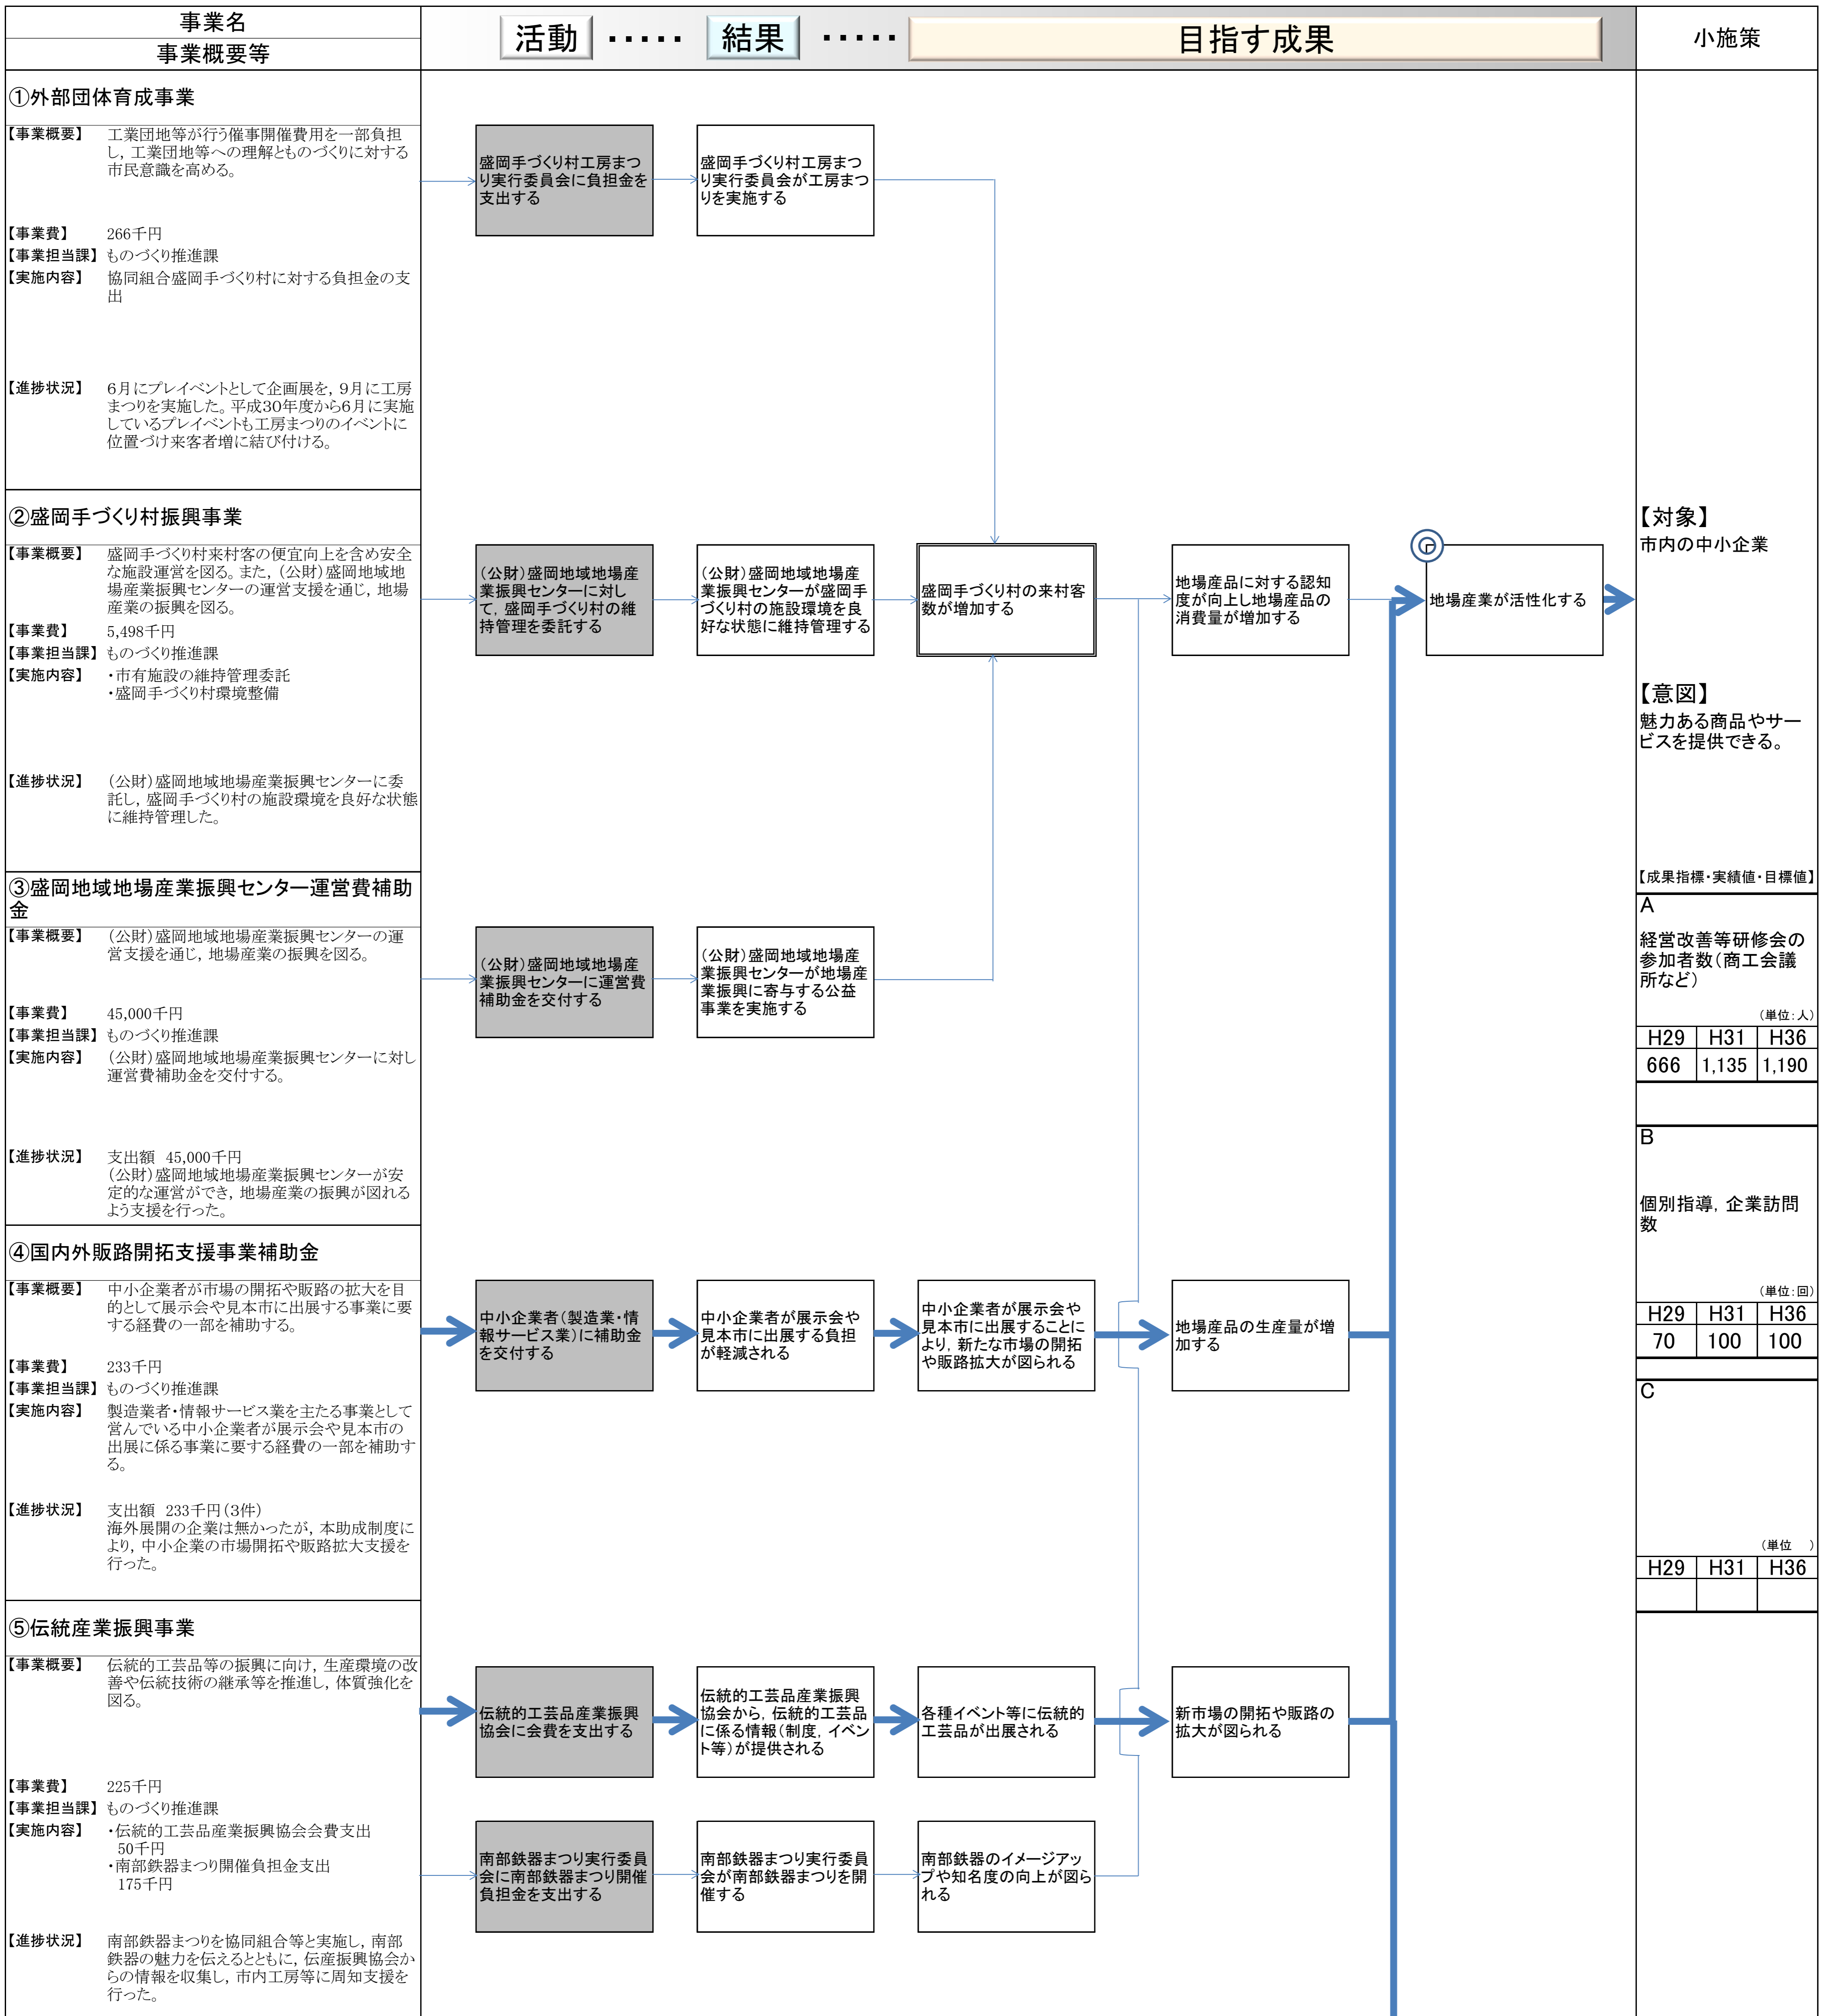 事業名
事業概要等
活動 ・・・・・ 結果 ・・・・・ 目指す成果
小施策
①外部団体育成事業
【事業概要】 工業団地等が行う催事開催費用を一部負担
し，工業団地等への理解とものづくりに対する
市民意識を高める。
【事業費】 266千円
【事業担当課】 ものづくり推進課
【実施内容】 協同組合盛岡手づくり村に対する負担金の支
出
【進捗状況】 6月にプレイベントとして企画展を，9月に工房
まつりを実施した。平成30年度から6月に実施
しているプレイベントも工房まつりのイベントに
位置づけ来客者増に結び付ける。
盛岡手づくり村工房まつ
り実行委員会に負担金を
支出する
盛岡手づくり村工房まつ
り実行委員会が工房まつ
りを実施する
②盛岡手づくり村振興事業
【事業概要】 盛岡手づくり村来村客の便宜向上を含め安全
な施設運営を図る。また，（公財）盛岡地域地
場産業振興センターの運営支援を通じ，地場
産業の振興を図る。
【事業費】 5,498千円
【事業担当課】 ものづくり推進課
【実施内容】 ・市有施設の維持管理委託
・盛岡手づくり村環境整備
【進捗状況】 （公財）盛岡地域地場産業振興センターに委
託し，盛岡手づくり村の施設環境を良好な状態
に維持管理した。
（公財）盛岡地域地場産
業振興センターに対し
て，盛岡手づくり村の維
持管理を委託する
（公財）盛岡地域地場産
業振興センターが盛岡手
づくり村の施設環境を良
好な状態に維持管理する
盛岡手づくり村の来村客
数が増加する
地場産品に対する認知
度が向上し地場産品の
消費量が増加する
地場産業が活性化する
③盛岡地域地場産業振興センター運営費補助
金
【事業概要】 （公財）盛岡地域地場産業振興センターの運
営支援を通じ，地場産業の振興を図る。
【事業費】 45,000千円
【事業担当課】 ものづくり推進課
【実施内容】 （公財）盛岡地域地場産業振興センターに対し
運営費補助金を交付する。
【進捗状況】 支出額 45,000千円
（公財）盛岡地域地場産業振興センターが安
定的な運営ができ，地場産業の振興が図れる
よう支援を行った。
（公財）盛岡地域地場産
業振興センターに運営費
補助金を交付する
（公財）盛岡地域地場産
業振興センターが地場産
業振興に寄与する公益
事業を実施する
④国内外販路開拓支援事業補助金
【事業概要】 中小企業者が市場の開拓や販路の拡大を目
的として展示会や見本市に出展する事業に要
する経費の一部を補助する。
【事業費】 233千円
【事業担当課】 ものづくり推進課
【実施内容】 製造業者・情報サービス業を主たる事業として
営んでいる中小企業者が展示会や見本市の
出展に係る事業に要する経費の一部を補助す
る。
【進捗状況】 支出額 233千円（3件）
海外展開の企業は無かったが，本助成制度に
より，中小企業の市場開拓や販路拡大支援を
行った。
中小企業者（製造業・情
報サービス業）に補助金
を交付する
中小企業者が展示会や
見本市に出展する負担
が軽減される
中小企業者が展示会や
見本市に出展することに
より，新たな市場の開拓
や販路拡大が図られる
地場産品の生産量が増
加する
⑤伝統産業振興事業
【事業概要】 伝統的工芸品等の振興に向け，生産環境の改
善や伝統技術の継承等を推進し，体質強化を
図る。
【事業費】 225千円
【事業担当課】 ものづくり推進課
【実施内容】 ・伝統的工芸品産業振興協会会費支出
50千円
・南部鉄器まつり開催負担金支出
175千円
【進捗状況】 南部鉄器まつりを協同組合等と実施し，南部
鉄器の魅力を伝えるとともに，伝産振興協会か
らの情報を収集し，市内工房等に周知支援を
行った。
伝統的工芸品産業振興
協会に会費を支出する
伝統的工芸品産業振興
協会から，伝統的工芸品
に係る情報（制度，イベン
ト等）が提供される
各種イベント等に伝統的
工芸品が出展される
新市場の開拓や販路の
拡大が図られる
南部鉄器まつり実行委員
会に南部鉄器まつり開催
負担金を支出する
南部鉄器まつり実行委員
会が南部鉄器まつりを開
催する
南部鉄器のイメージアッ
プや知名度の向上が図ら
れる
【対象】
市内の中小企業
【意図】
魅力ある商品やサー
ビスを提供できる。
【成果指標・実績値・目標値】
A
経営改善等研修会の
参加者数（商工会議
所など）
（単位：人）
H29 H31 H36
666 1,135 1,190
B
個別指導，企業訪問
数
（単位：回）
H29 H31 H36
70 100 100
C
（単位 ）
H29 H31 H36